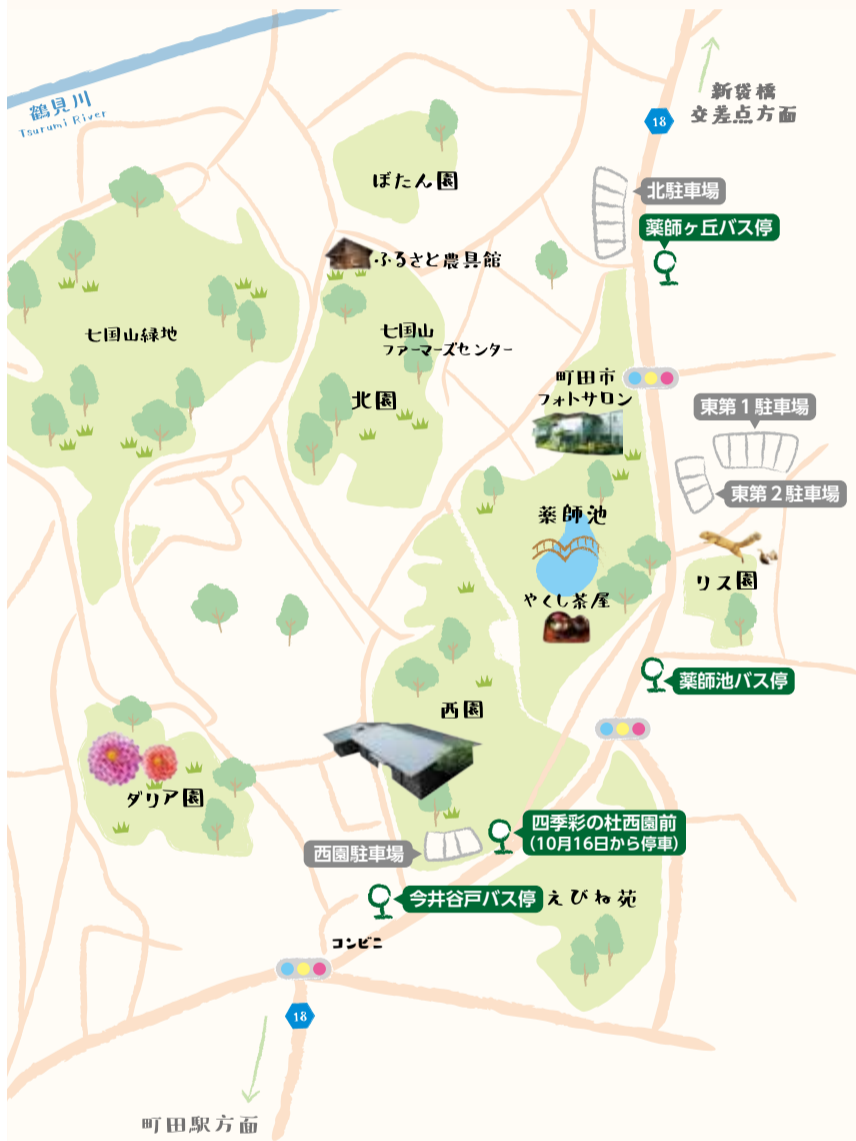 鶴見川
Tsurumi River
新袋橋
交差点方面
18
ぼたん園
北駐車場
薬師ヶ丘バス停
ふるさと農具館
七国山緑地
七国山
ファーマーズセンター
北園
町田市
フォトサロン
東第1駐車場
東第2駐車場
薬師池
リス園
やくし茶屋
薬師池バス停
西園
ダリア園
四季彩の杜西園前
(10月16日から停車)
西園駐車場
今井谷戸バス停
えびね苑
コンビニ
18
町田駅方面